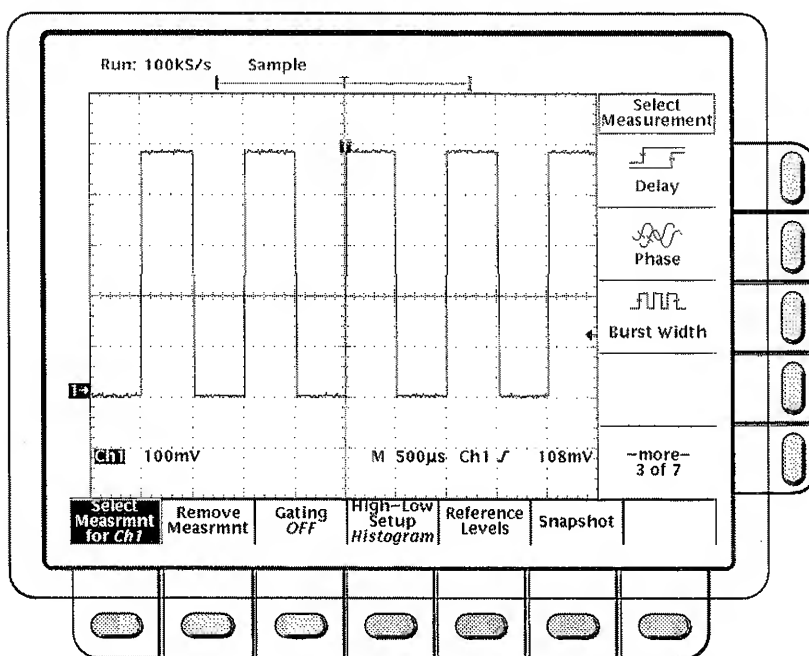 Run: 100kS/s Sample
T
Select
Measurement
Delay
Phase
Burst Width
-more-
3 of 7
T
1→
Ch1 100mV M 500µs Ch1 108mV
Select
Measrmnt
for Ch1
Remove
Measrmnt
Gating
OFF
High-Low
Setup
Histogram
Reference
Levels
Snapshot